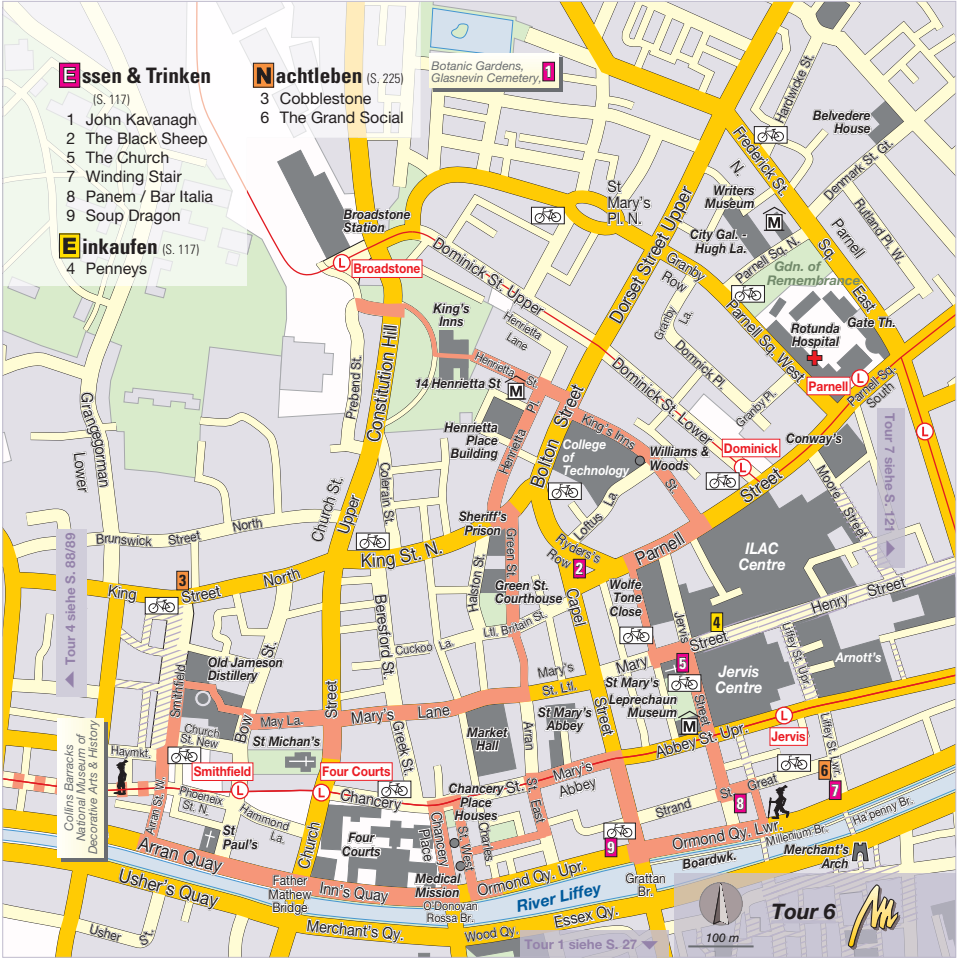 Essen & Trinken
(S. 117)
1 John Kavanagh
2 The Black Sheep
5 The Church
7 Winding Stair
8 Panem / Bar Italia
9 Soup Dragon
Einkaufen (S. 117)
4 Penneys
Nachtleben (S. 225)
3 Cobblestone
6 The Grand Social
Botanic Gardens,
Glasnevin Cemetery, 1
Hardwicke St.
Belvedere
House
Frederick St.
N.
Denmark St. Gt.
Rutland Pl. W.
St
Mary's
Pl. N.
Writers
Museum
M
City Gal. -
Hugh La.
Parnell Sq. N.
Parnell
Sq.
East
Gdn. of
Remembrance
Broadstone
Station
L
Broadstone
Dominick St. Upper
Dorset Street Upper
Granby
Row
Granby
La.
Parnell Sq. West
Rotunda
Hospital
Gate Th.
Parnell
L
Parnell Sq.
South
King's
Inns
Henrietta
Lane
Henrietta
St.
14 Henrietta St
M
Constitution Hill
Prebend St.
Dominick Pl.
Dominick St. Lower
Granby Pl.
Grangegorman
Lower
Henrietta
Place
Building
Henrietta
Pl.
Bolton Street
King's Inns
St.
College
of
Technology
Williams &
Woods
Dominick
L
Conway's
Moore
Street
L
Tour 7 siehe S. 121
Church St.
Upper
Colerain St.
Loftus La
Street
Parnell
Sheriff's
Prison
Brunswick Street North
King St. N.
Ryders's
Row
2
ILAC
Centre
Tour 4 siehe S. 88/89
3
King Street North
Halston St.
Green St.
Green St.
Courthouse
Capel
Street
Wolfe
Tone
Close
Jervis
Street
4
Henry Street
Beresford St.
Ltl. Britain St.
Cuckoo La.
Mary
Street
5
Liffey St. Upr.
Arnott's
Old Jameson
Distillery
Smithfield
Bow
St.
Mary's
St. Ltl.
St Mary's
Leprechaun
Museum
M
Jervis
Centre
May La.
Mary's Lane
Street
Church
St. New
St Michan's
Greek St.
Market
Hall
Arran
St. East
St Mary's
Abbey
Abbey St. Upr.
L
Jervis
Liffey St.
Lwr.
Haymkt.
Smithfield
L
Four Courts
L
Mary's
Abbey
Collins Barracks
National Museum of
Decorative Arts & History
Arran St. W.
Phoenix
St. N.
Hammond
La.
Chancery St.
Chancery
Place
Houses
Strand
St.
Great
6
7
8
St
Paul's
Church
Four
Courts
Chancery
Place
St. West
Charles
9
Ormond Qy. Lwr.
Millenium Br.
Ha'penny Br.
Arran Quay
Inn's Quay
Medical
Mission
Ormond Qy. Upr.
Boardwk.
Merchant's
Arch
Usher's Quay
Father
Mathew
Bridge
O'Donovan
Rossa Br.
River Liffey
Grattan
Br.
Merchant's Qy.
Wood Qy.
Essex Qy.
Usher St.
Tour 1 siehe S. 27
100 m
Tour 6